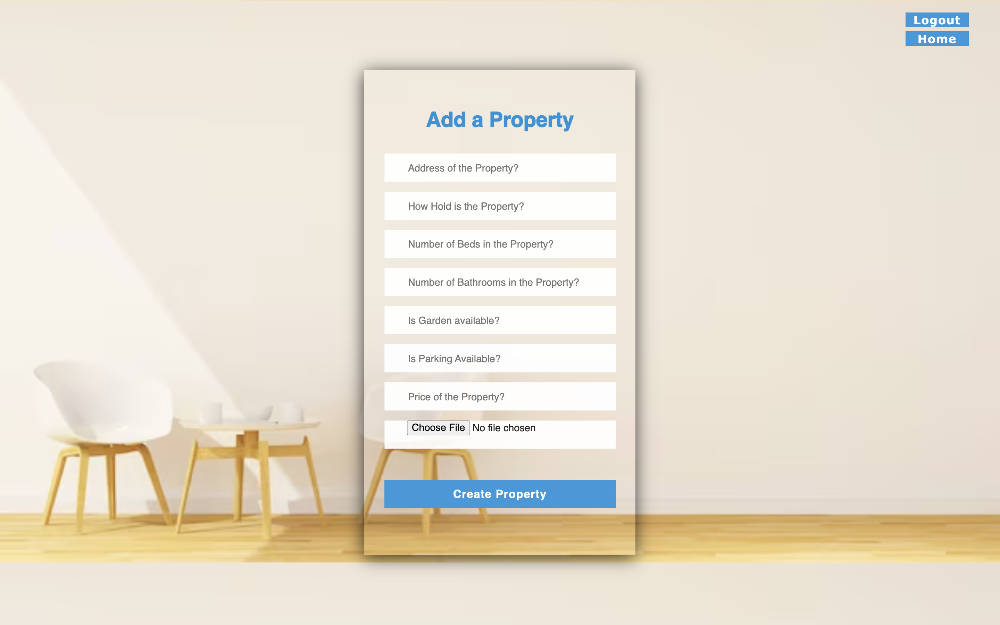 Logout
Home
Add a Property
Address of the Property?
How Hold is the Property?
Number of Beds in the Property?
Number of Bathrooms in the Property?
Is Garden available?
Is Parking Available?
Price of the Property?
Choose File No file chosen
Create Property